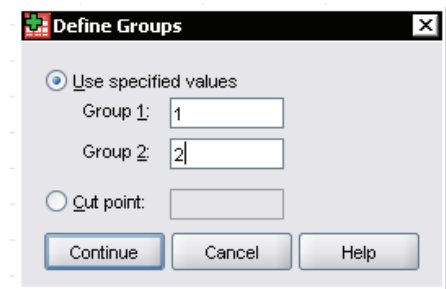 Define Groups
Use specified values
Group 1: 1
Group 2: 2
Cut point:
Continue Cancel Help